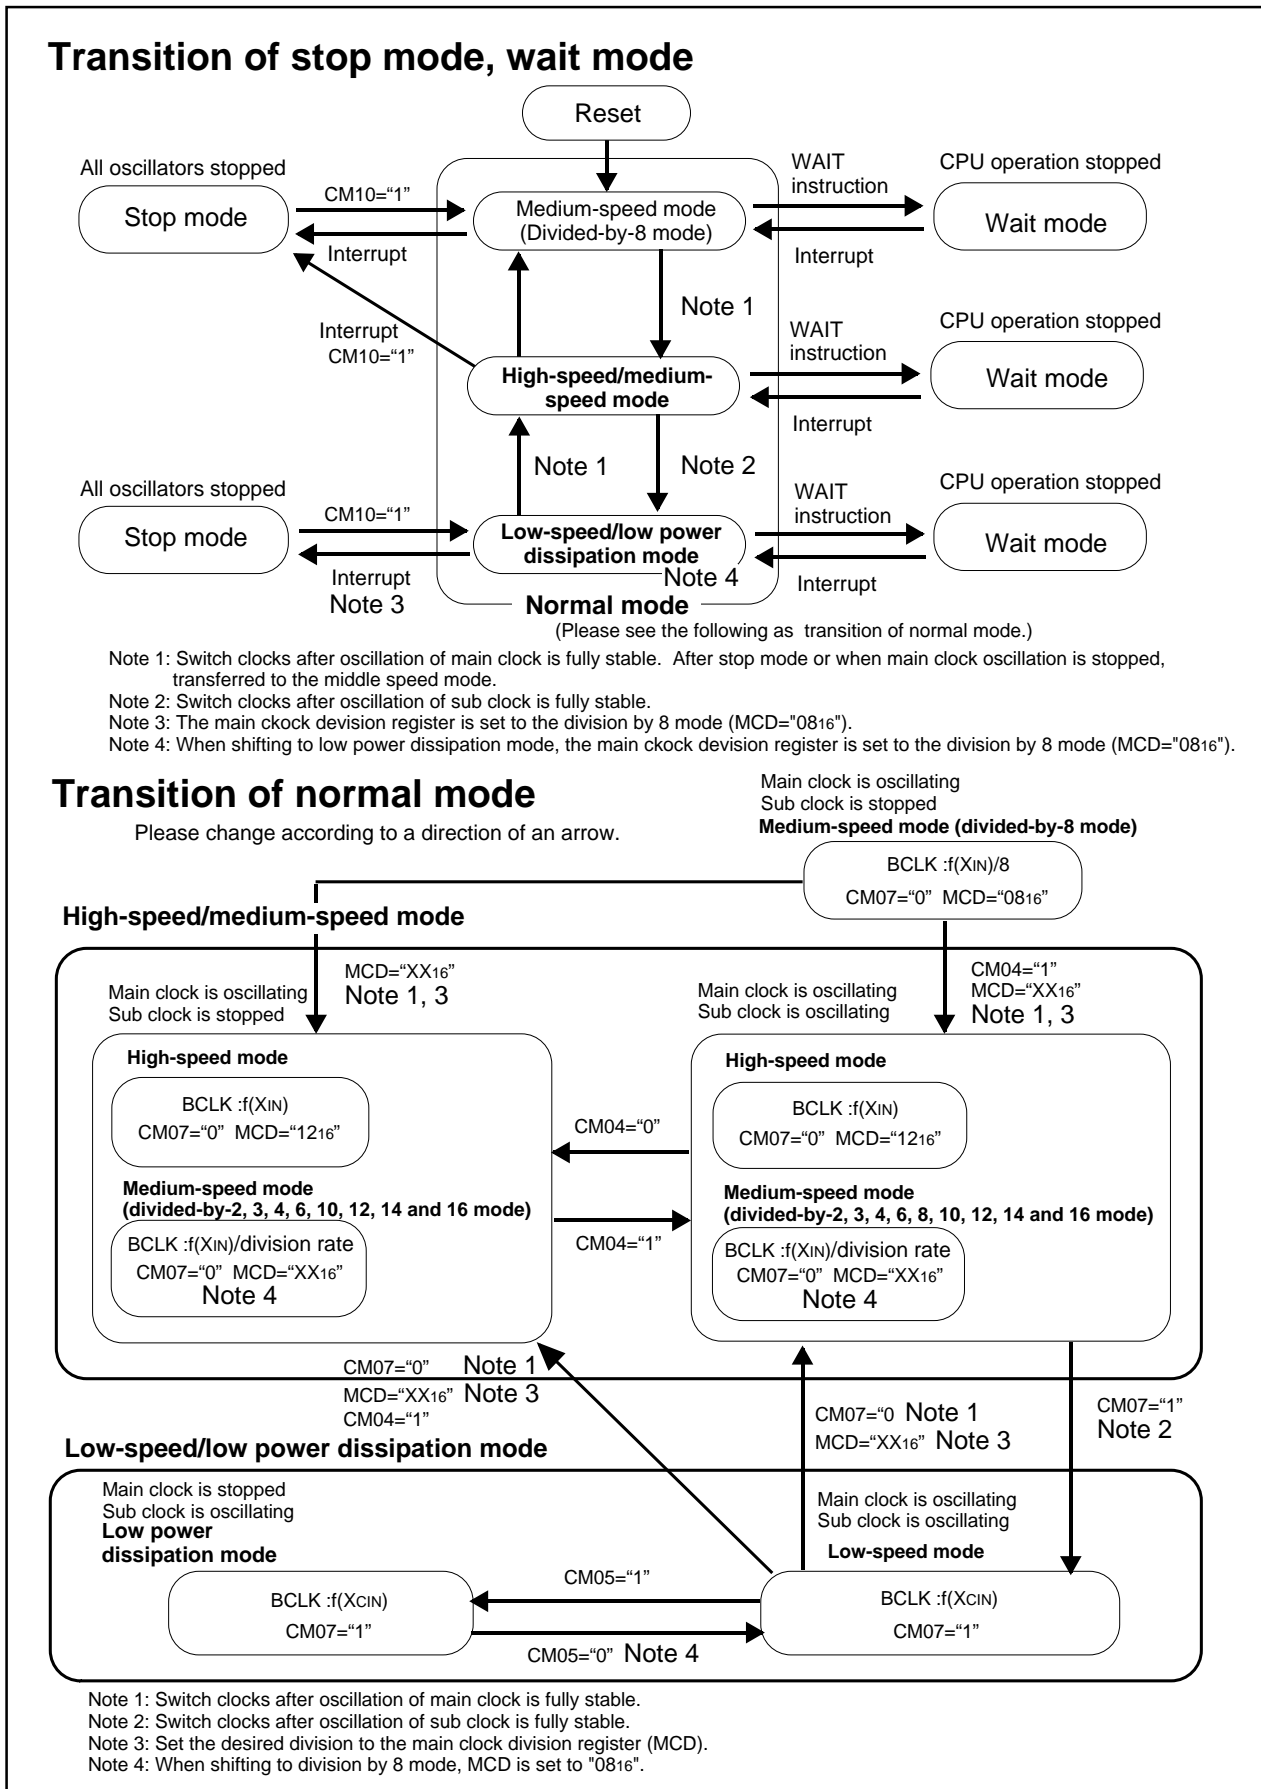 Transition of stop mode, wait mode
Reset
All oscillators stopped
Stop mode
CM10=“1”
Interrupt
Medium-speed mode
(Divided-by-8 mode)
WAIT
instruction
Interrupt
CPU operation stopped
Wait mode
Note 1
Interrupt
CM10=“1”
High-speed/medium-
speed mode
WAIT
instruction
Interrupt
CPU operation stopped
Wait mode
Note 1
Note 2
All oscillators stopped
Stop mode
CM10=“1”
Interrupt
Note 3
Low-speed/low power
dissipation mode
Note 4
WAIT
instruction
Interrupt
CPU operation stopped
Wait mode
Normal mode
(Please see the following as transition of normal mode.)
Note 1: Switch clocks after oscillation of main clock is fully stable. After stop mode or when main clock oscillation is stopped,
transferred to the middle speed mode.
Note 2: Switch clocks after oscillation of sub clock is fully stable.
Note 3: The main ckock devision register is set to the division by 8 mode (MCD="0816").
Note 4: When shifting to low power dissipation mode, the main ckock devision register is set to the division by 8 mode (MCD="0816").
Transition of normal mode
Please change according to a direction of an arrow.
Main clock is oscillating
Sub clock is stopped
Medium-speed mode (divided-by-8 mode)
BCLK :f(XIN)/8
CM07=“0” MCD=“0816”
High-speed/medium-speed mode
MCD=“XX16”
Note 1, 3
Main clock is oscillating
Sub clock is stopped
CM04=“1”
MCD=“XX16”
Note 1, 3
Main clock is oscillating
Sub clock is oscillating
High-speed mode
BCLK :f(XIN)
CM07=“0” MCD=“1216”
Medium-speed mode
(divided-by-2, 3, 4, 6, 10, 12, 14 and 16 mode)
BCLK :f(XIN)/division rate
CM07=“0” MCD=“XX16”
Note 4
CM04=“0”
CM04=“1”
High-speed mode
BCLK :f(XIN)
CM07=“0” MCD=“1216”
Medium-speed mode
(divided-by-2, 3, 4, 6, 8, 10, 12, 14 and 16 mode)
BCLK :f(XIN)/division rate
CM07=“0” MCD=“XX16”
Note 4
CM07=“0” Note 1
MCD=“XX16” Note 3
CM04=“1”
CM07=“0 Note 1
MCD=“XX16” Note 3
CM07=“1”
Note 2
Low-speed/low power dissipation mode
Main clock is stopped
Sub clock is oscillating
Low power
dissipation mode
BCLK :f(XCIN)
CM07=“1”
CM05=“1”
CM05=“0” Note 4
Main clock is oscillating
Sub clock is oscillating
Low-speed mode
BCLK :f(XCIN)
CM07=“1”
Note 1: Switch clocks after oscillation of main clock is fully stable.
Note 2: Switch clocks after oscillation of sub clock is fully stable.
Note 3: Set the desired division to the main clock division register (MCD).
Note 4: When shifting to division by 8 mode, MCD is set to "0816".